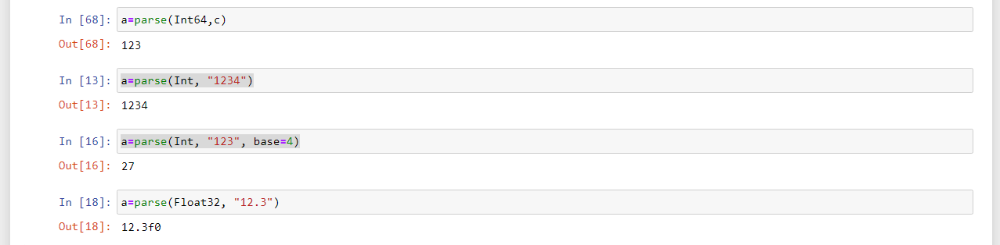 In [68]: a=parse(Int64,c)
Out[68]: 123
In [13]: a=parse(Int, "1234")
Out[13]: 1234
In [16]: a=parse(Int, "123", base=4)
Out[16]: 27
In [18]: a=parse(Float32, "12.3")
Out[18]: 12.3f0